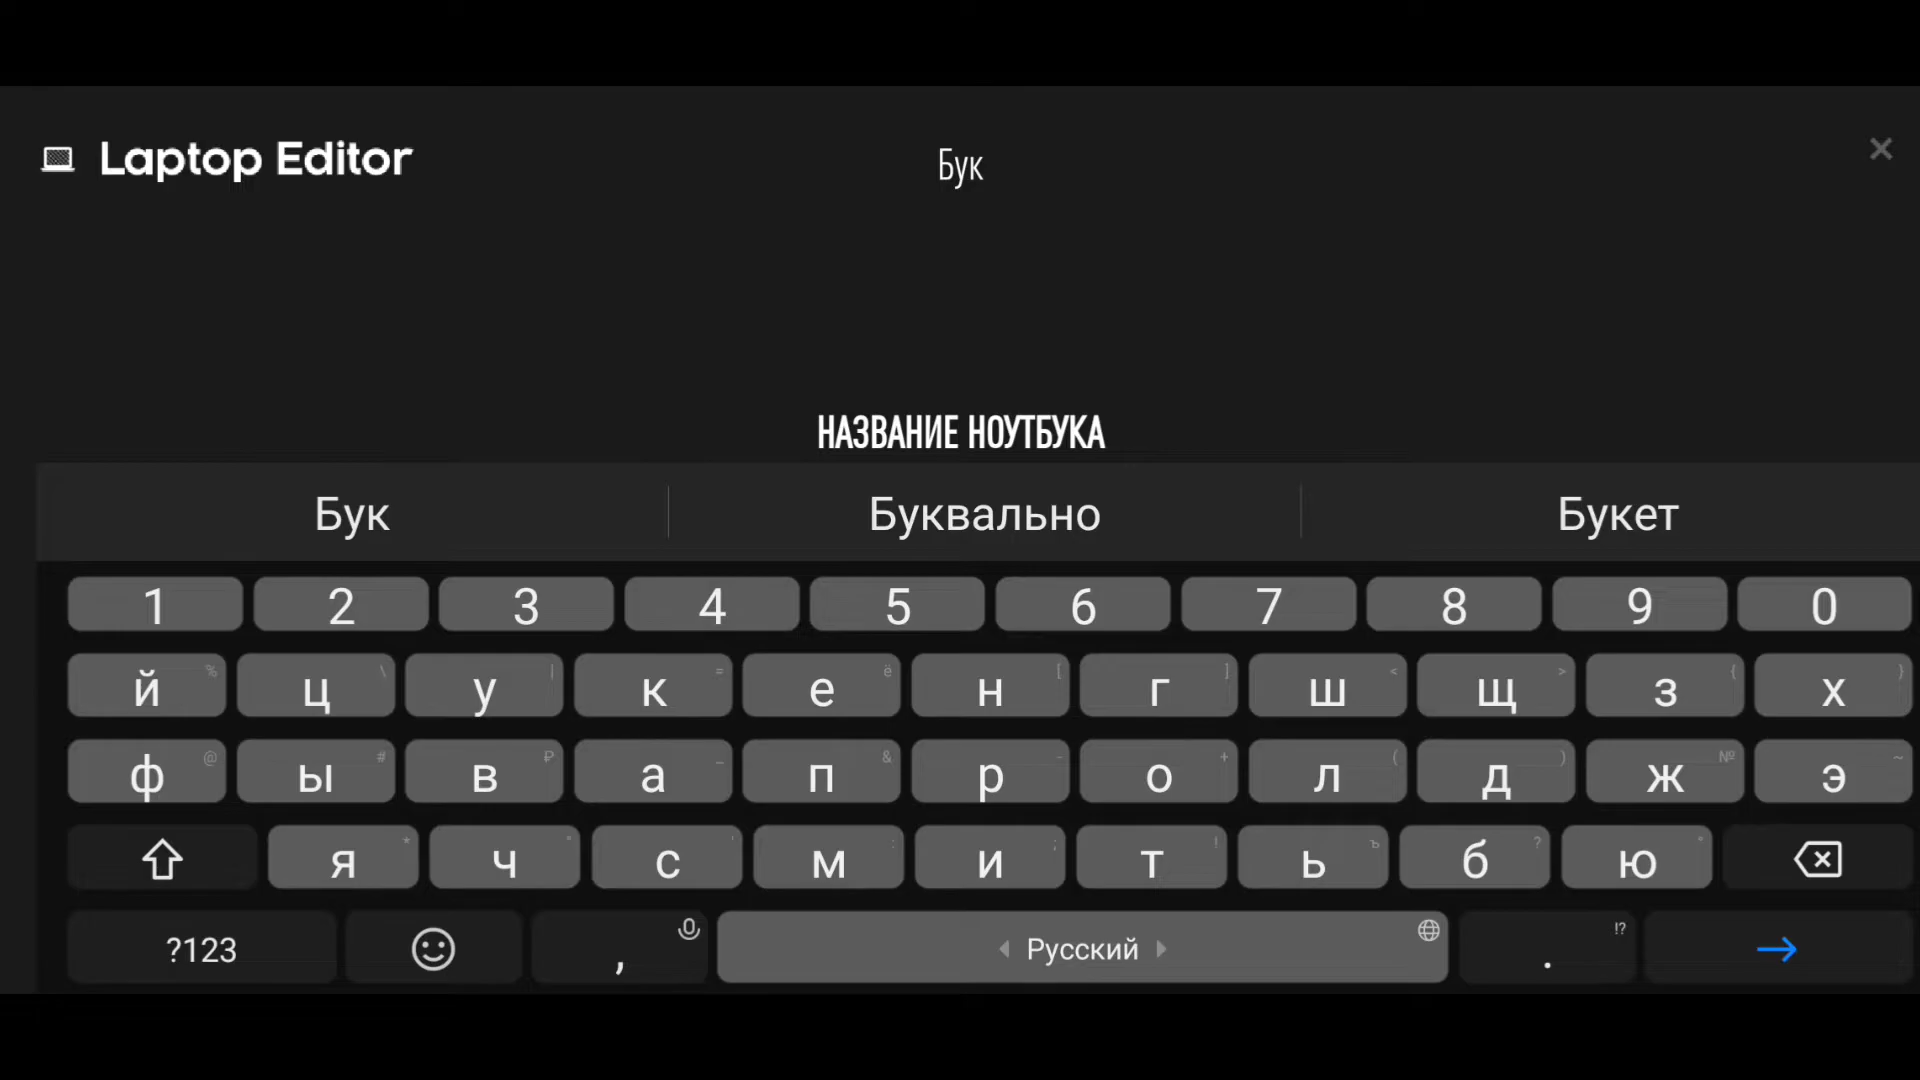 Laptop Editor
Бук
НАЗВАНИЕ НОУТБУКА
Бук Буквально Букет
1 2 3 4 5 6 7 8 9 0
й % ц \ у | к = е ё н [ г ] ш < щ > з { х }
ф @ ы # в ₽ а _ п & р - о + л ( д ) ж № э ~
я * ч " с ' м : и ; т ! ь ъ б ? ю °
?123 , Русский . !?